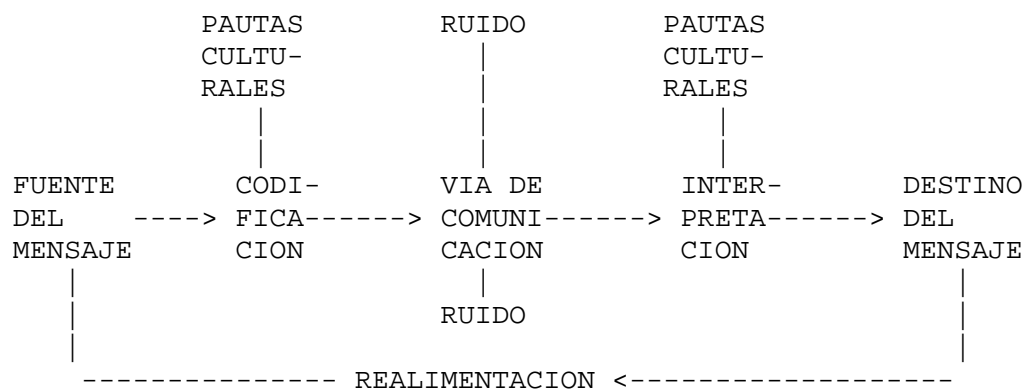 PAUTAS RUIDO PAUTAS
CULTU- CULTU-
RALES RALES
FUENTE CODI- VIA DE INTER- DESTINO
DEL ----> FICA------> COMUNI------> PRETA------> DEL
MENSAJE CION CACION CION MENSAJE
RUIDO
--------------- REALIMENTACION <-------------------